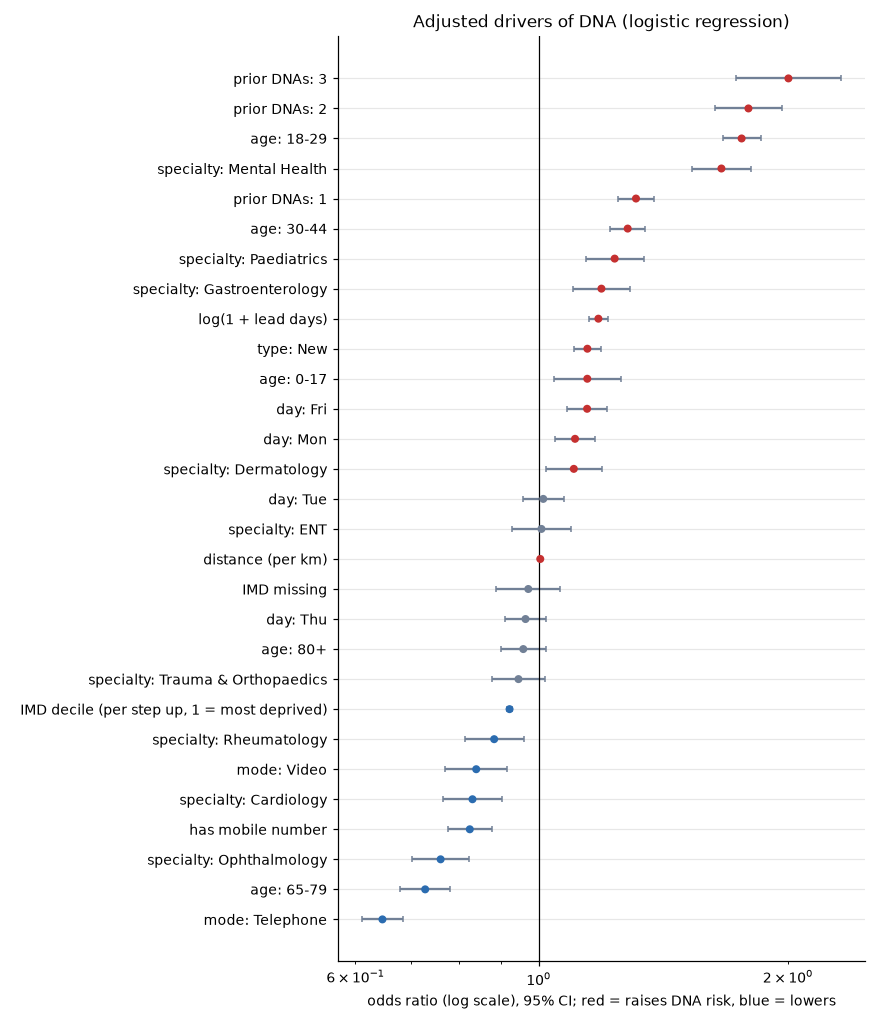 Adjusted drivers of DNA (logistic regression)
prior DNAs: 3
prior DNAs: 2
age: 18-29
specialty: Mental Health
prior DNAs: 1
age: 30-44
specialty: Paediatrics
specialty: Gastroenterology
log(1 + lead days)
type: New
age: 0-17
day: Fri
day: Mon
specialty: Dermatology
day: Tue
specialty: ENT
distance (per km)
IMD missing
day: Thu
age: 80+
specialty: Trauma & Orthopaedics
IMD decile (per step up, 1 = most deprived)
specialty: Rheumatology
mode: Video
specialty: Cardiology
has mobile number
specialty: Ophthalmology
age: 65-79
mode: Telephone
6 × 10⁻¹ 10⁰ 2 × 10⁰
odds ratio (log scale), 95% CI; red = raises DNA risk, blue = lowers